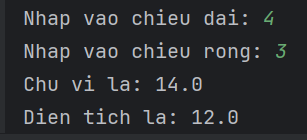 Nhap vao chieu dai: 4
Nhap vao chieu rong: 3
Chu vi la: 14.0
Dien tich la: 12.0